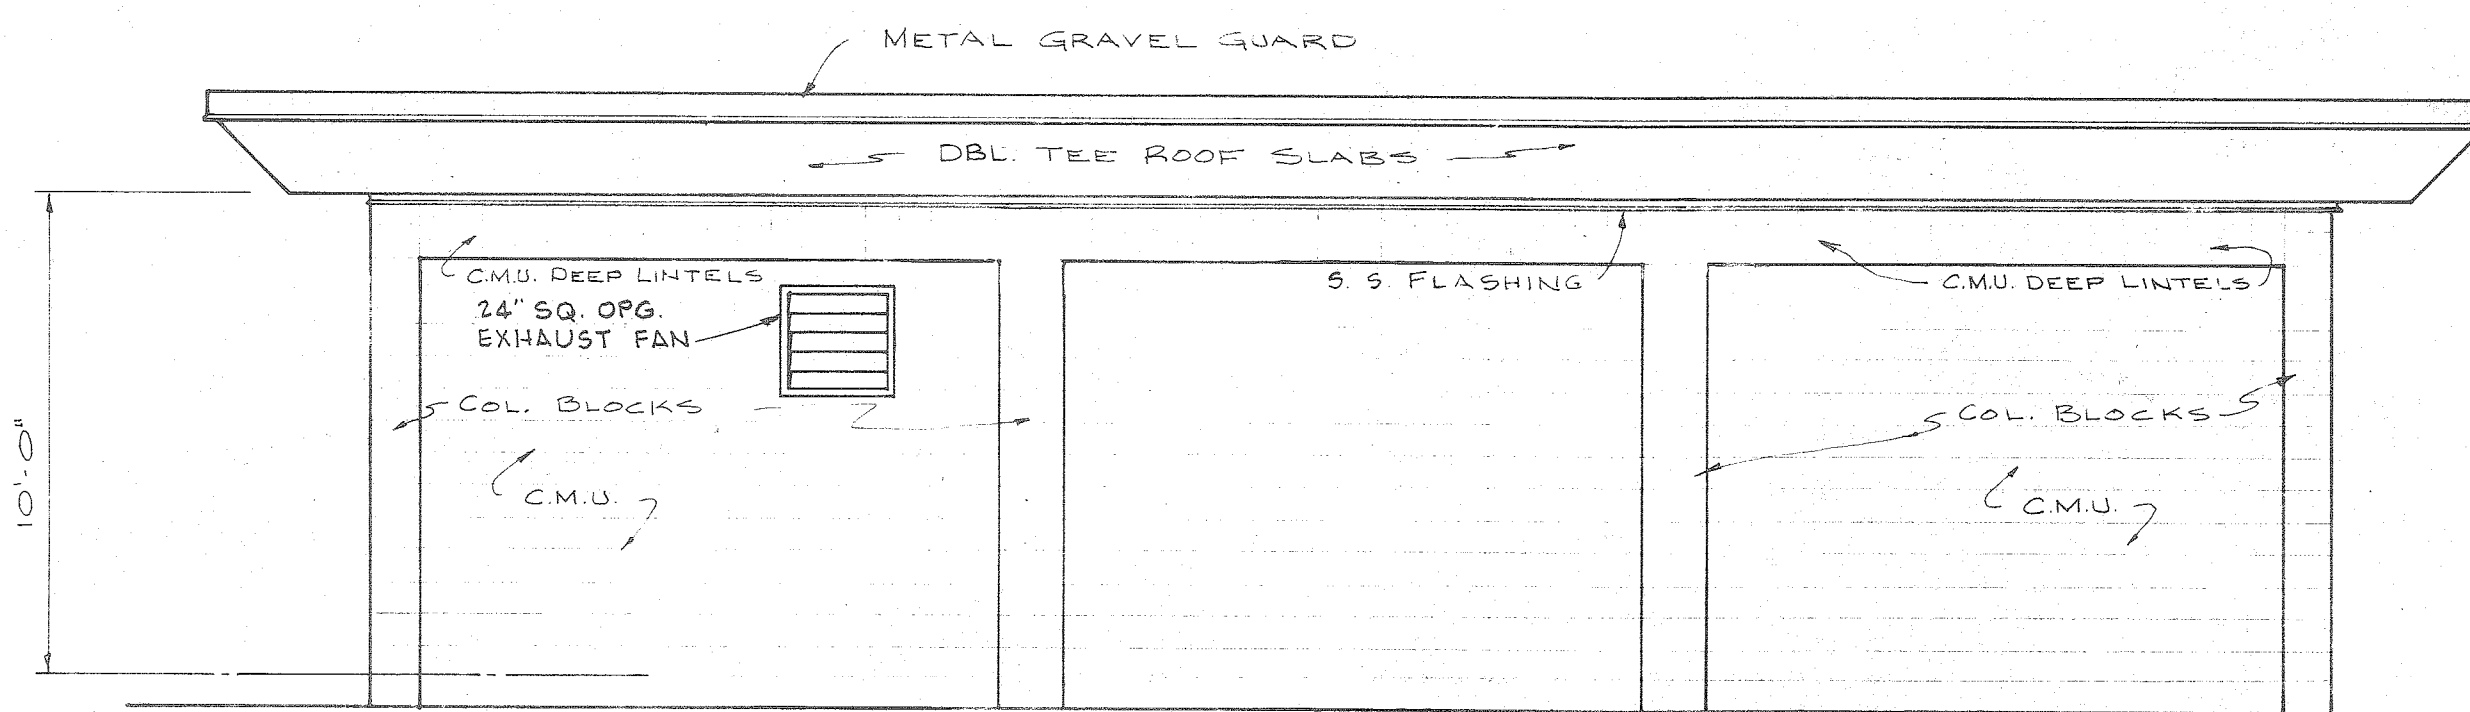 METAL GRAVEL GUARD
DBL. TEE ROOF SLABS
C.M.U. DEEP LINTELS
24" SQ. OPG.
EXHAUST FAN
S. S. FLASHING
C.M.U. DEEP LINTELS
COL. BLOCKS
COL. BLOCKS
10'-0"
C.M.U.
C.M.U.